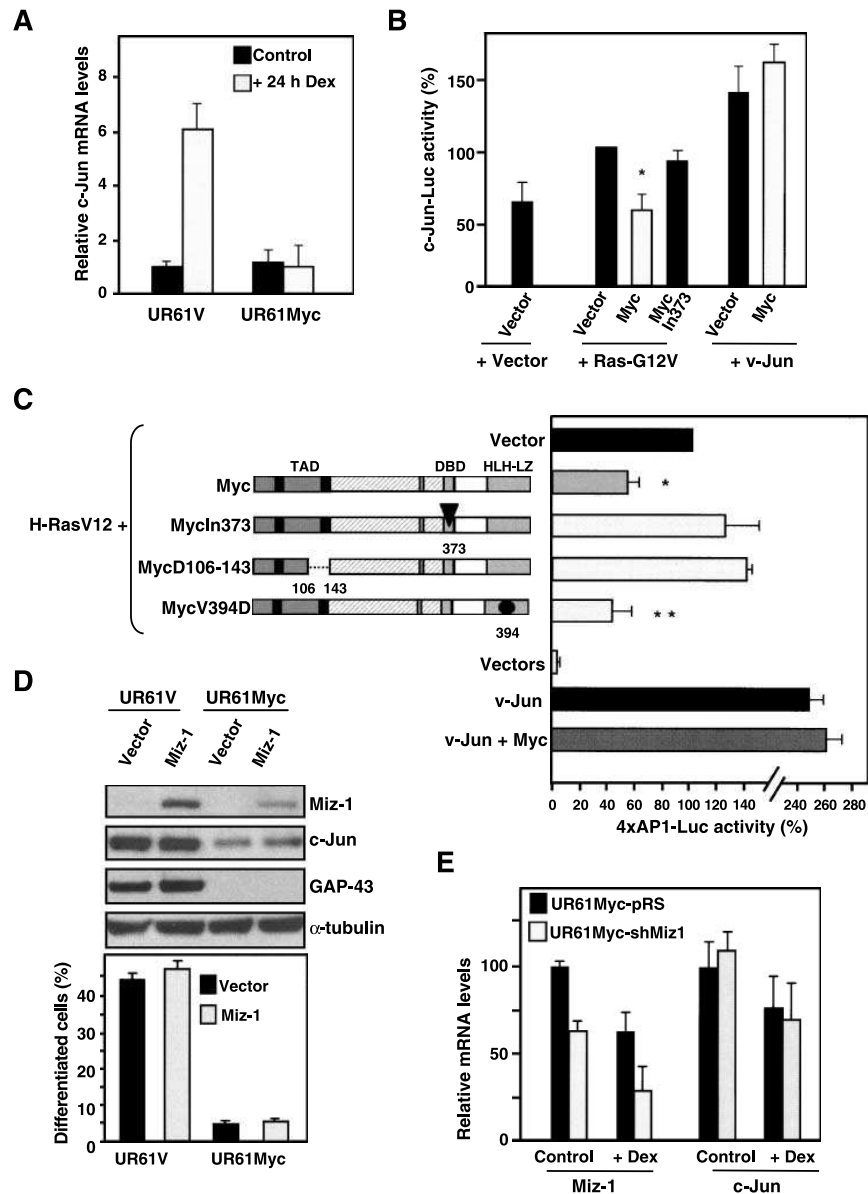 A
Relative c-Jun mRNA levels
8
6
4
2
0
Control
+ 24 h Dex
UR61V
UR61Myc
B
c-Jun-Luc activity (%)
150
100
50
0
Vector
Vector
Myc
Myc In373
Vector
Myc
*
+ Vector
+ Ras-G12V
+ v-Jun
C
H-RasV12 +
TAD
DBD
HLH-LZ
Myc
MycIn373
373
MycD106-143
106 143
MycV394D
394
Vector
*
* *
Vectors
v-Jun
v-Jun + Myc
0 20 40 60 80 100 120 140 240 260 280
4xAP1-Luc activity (%)
D
UR61V
UR61Myc
Vector
Miz-1
Vector
Miz-1
Miz-1
c-Jun
GAP-43
α-tubulin
Differentiated cells (%)
40
30
20
10
0
Vector
Miz-1
UR61V
UR61Myc
E
Relative mRNA levels
100
75
50
25
0
UR61Myc-pRS
UR61Myc-shMiz1
Control
+ Dex
Control
+ Dex
Miz-1
c-Jun